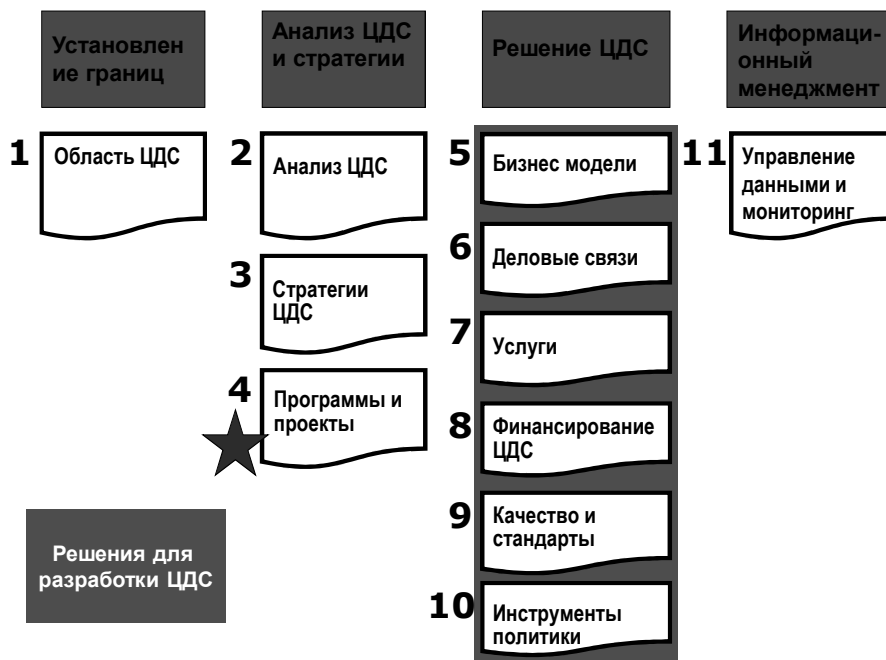 Установлен
ие границ
Анализ ЦДС
и стратегии
Решение ЦДС
Информаци-
онный
менеджмент
1
Область ЦДС
2
Анализ ЦДС
3
Стратегии
ЦДС
4
Программы и
проекты
5
Бизнес модели
6
Деловые связи
7
Услуги
8
Финансирование
ЦДС
9
Качество и
стандарты
10
Инструменты
политики
11
Управление
данными и
мониторинг
Решения для
разработки ЦДС